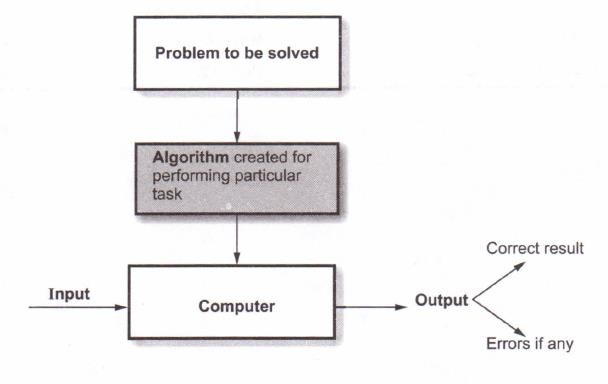 Problem to be solved
Algorithm created for
performing particular
task
Input
Computer
Output
Correct result
Errors if any